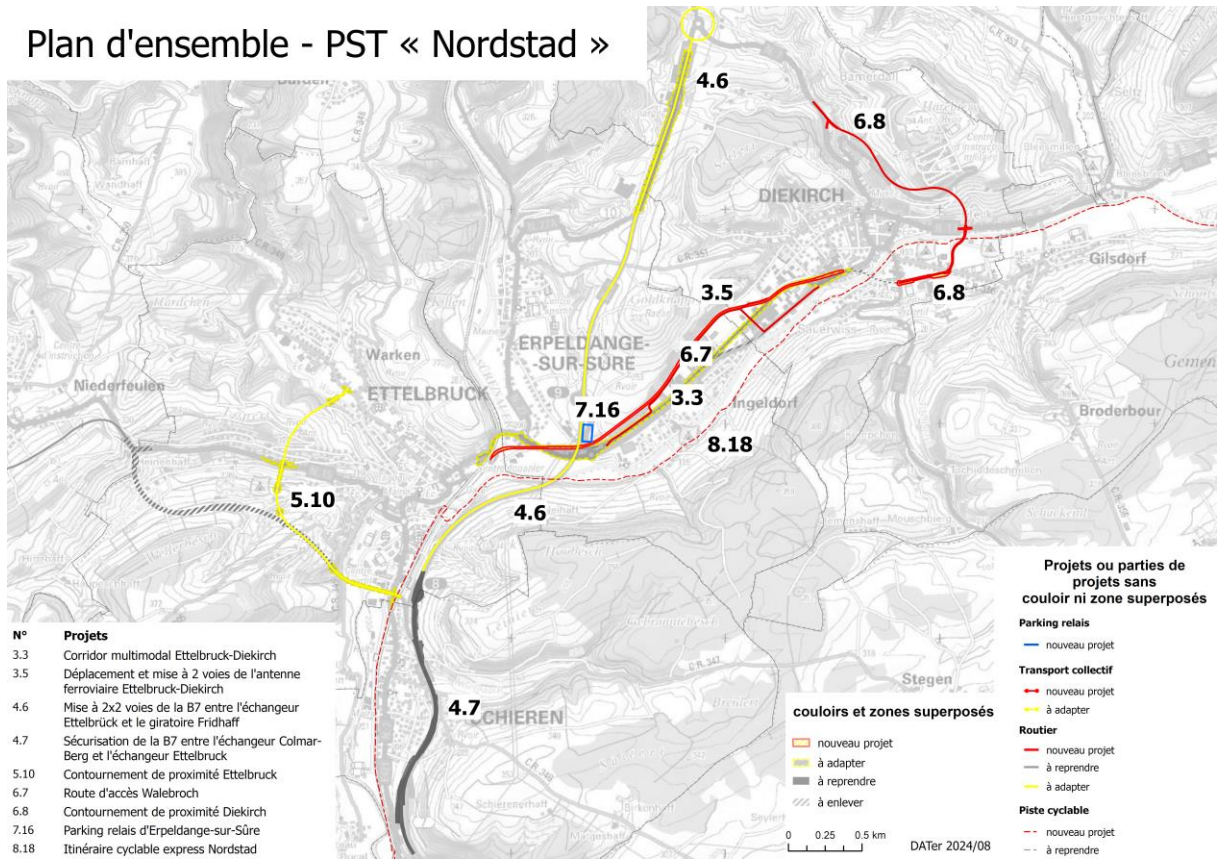 Plan d'ensemble - PST « Nordstad »
4.6
6.8
DIEKIRCH
Gilsdorf
6.8
3.5
ERPELDANGE-
SUR-SÛRE
6.7
Warken
Niederfeulen
ETTELBRUCK
7.16
3.3
Ingeldorf
Broderbour
8.18
5.10
4.6
4.7
SCHIEREN
Stegen
N° Projets
3.3 Corridor multimodal Ettelbruck-Diekirch
3.5 Déplacement et mise à 2 voies de l'antenne
ferroviaire Ettelbruck-Diekirch
4.6 Mise à 2x2 voies de la B7 entre l'échangeur
Ettelbrück et le giratoire Fridhaff
4.7 Sécurisation de la B7 entre l'échangeur Colmar-
Berg et l'échangeur Ettelbruck
5.10 Contournement de proximité Ettelbruck
6.7 Route d'accès Walebroch
6.8 Contournement de proximité Diekirch
7.16 Parking relais d'Erpeldange-sur-Sûre
8.18 Itinéraire cyclable express Nordstad
couloirs et zones superposés
nouveau projet
à adapter
à reprendre
à enlever
0 0.25 0.5 km
DATer 2024/08
Projets ou parties de
projets sans
couloir ni zone superposés
Parking relais
nouveau projet
Transport collectif
nouveau projet
à adapter
Routier
nouveau projet
à reprendre
à adapter
Piste cyclable
nouveau projet
à reprendre